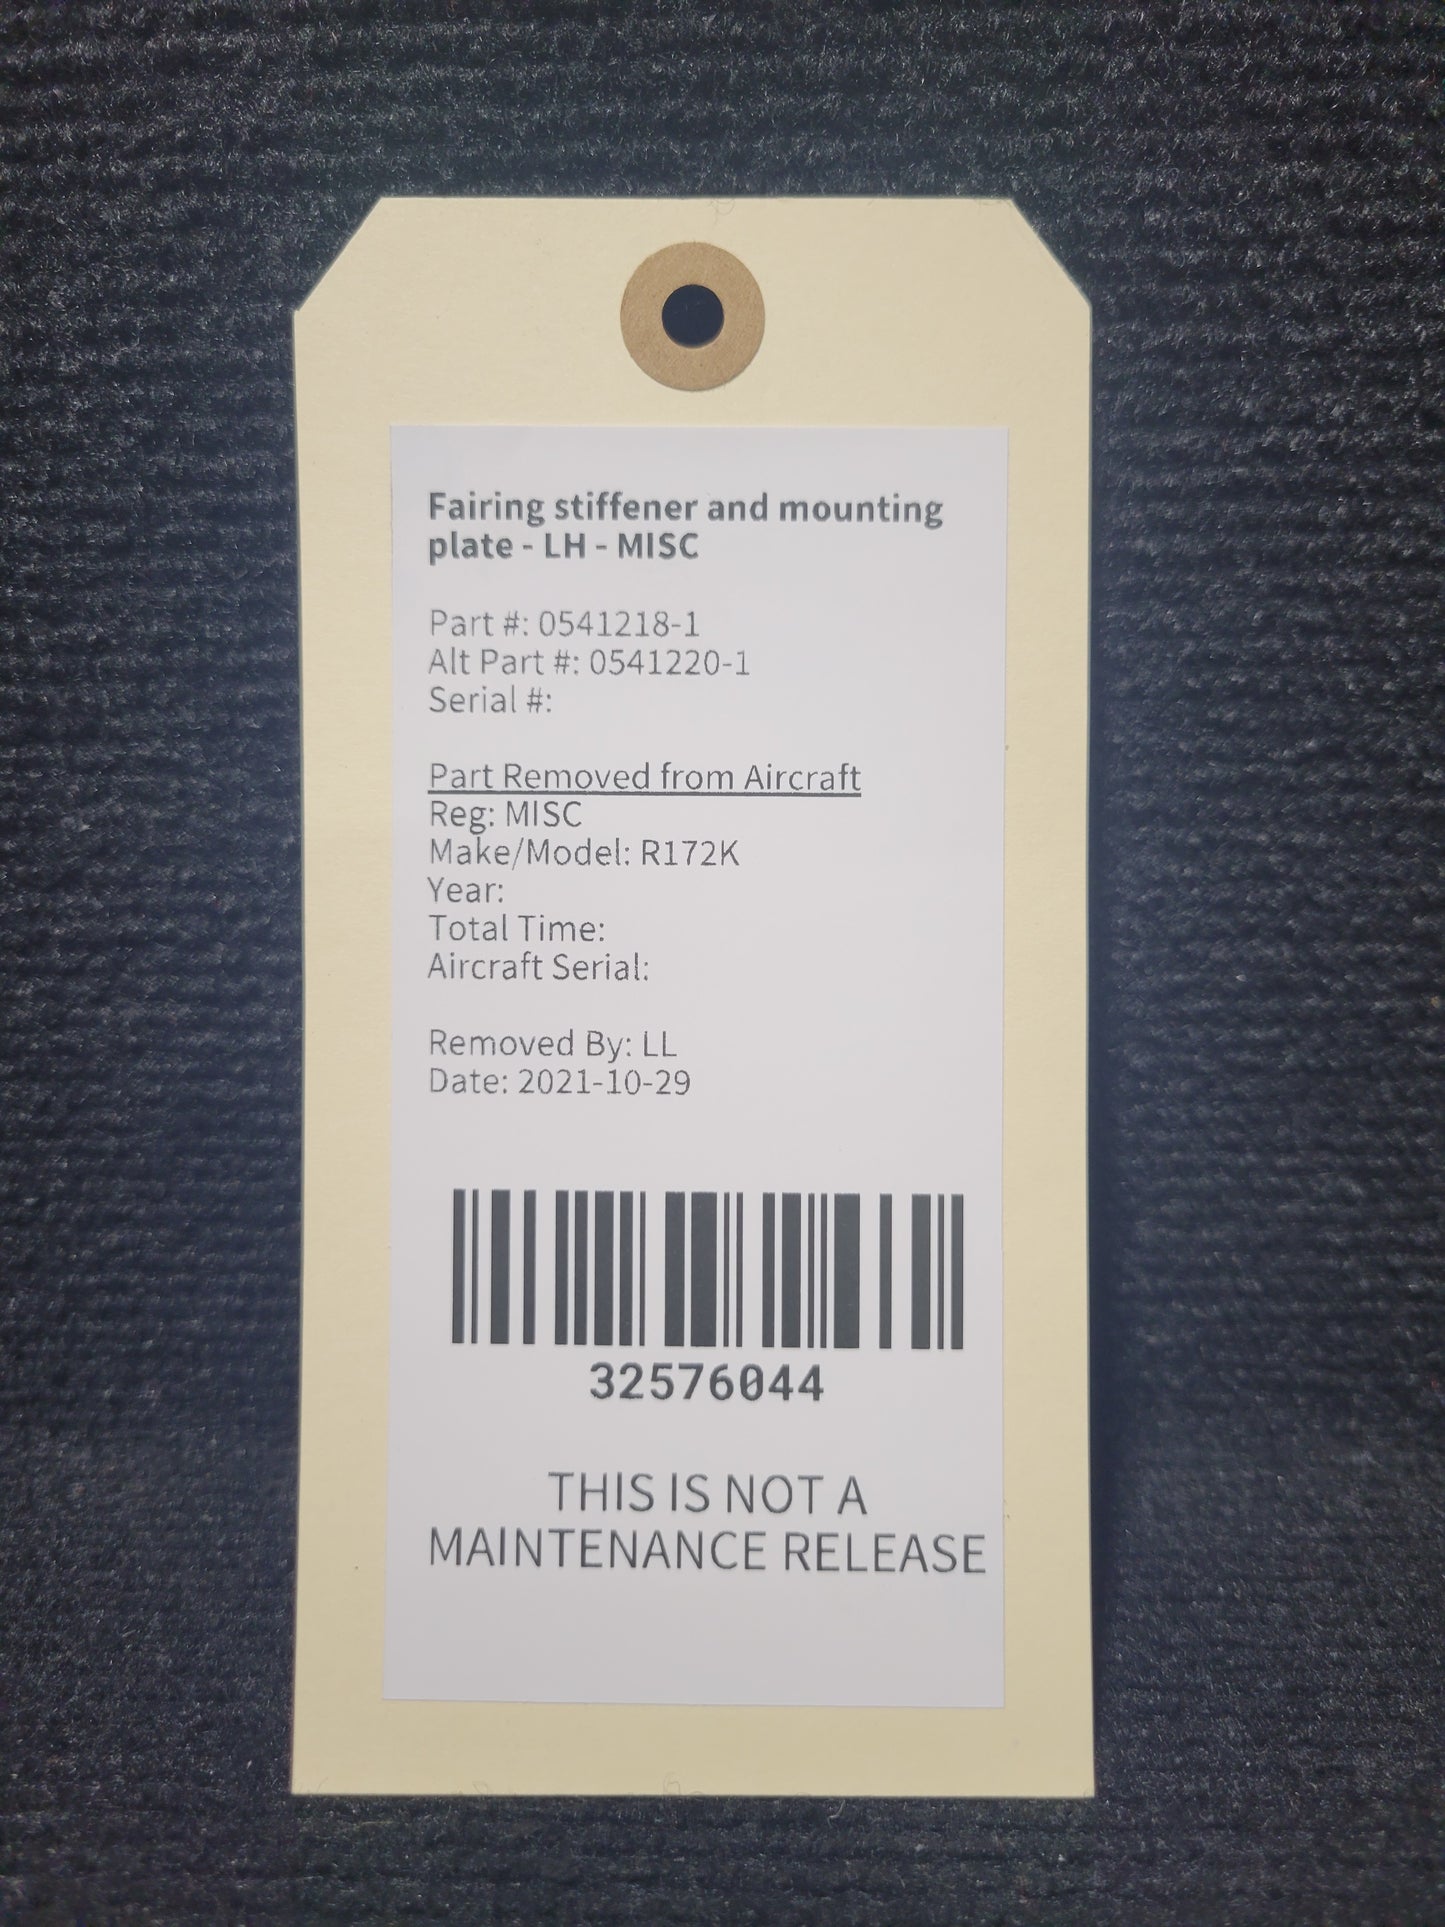 Fairing stiffener and mounting
plate - LH - MISC
Part #: 0541218-1
Alt Part #: 0541220-1
Serial #:
Part Removed from Aircraft
Reg: MISC
Make/Model: R172K
Year:
Total Time:
Aircraft Serial:
Removed By: LL
Date: 2021-10-29
32576044
THIS IS NOT A
MAINTENANCE RELEASE